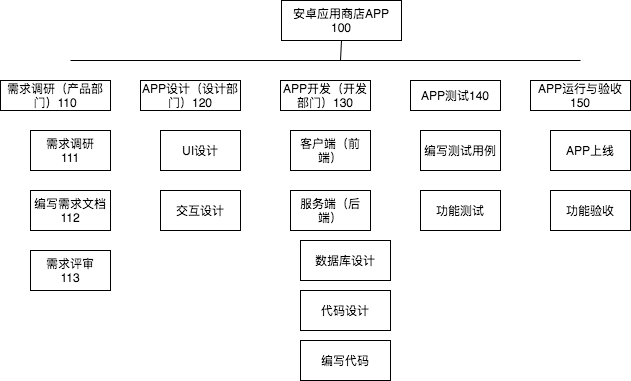 安卓应用商店APP
100
需求调研（产品部
门）110
APP设计（设计部
门）120
APP开发（开发
部门）130
APP测试140
APP运行与验收
150
需求调研
111
UI设计
客户端（前
端）
编写测试用例
APP上线
编写需求文档
112
交互设计
服务端（后
端）
功能测试
功能验收
需求评审
113
数据库设计
代码设计
编写代码